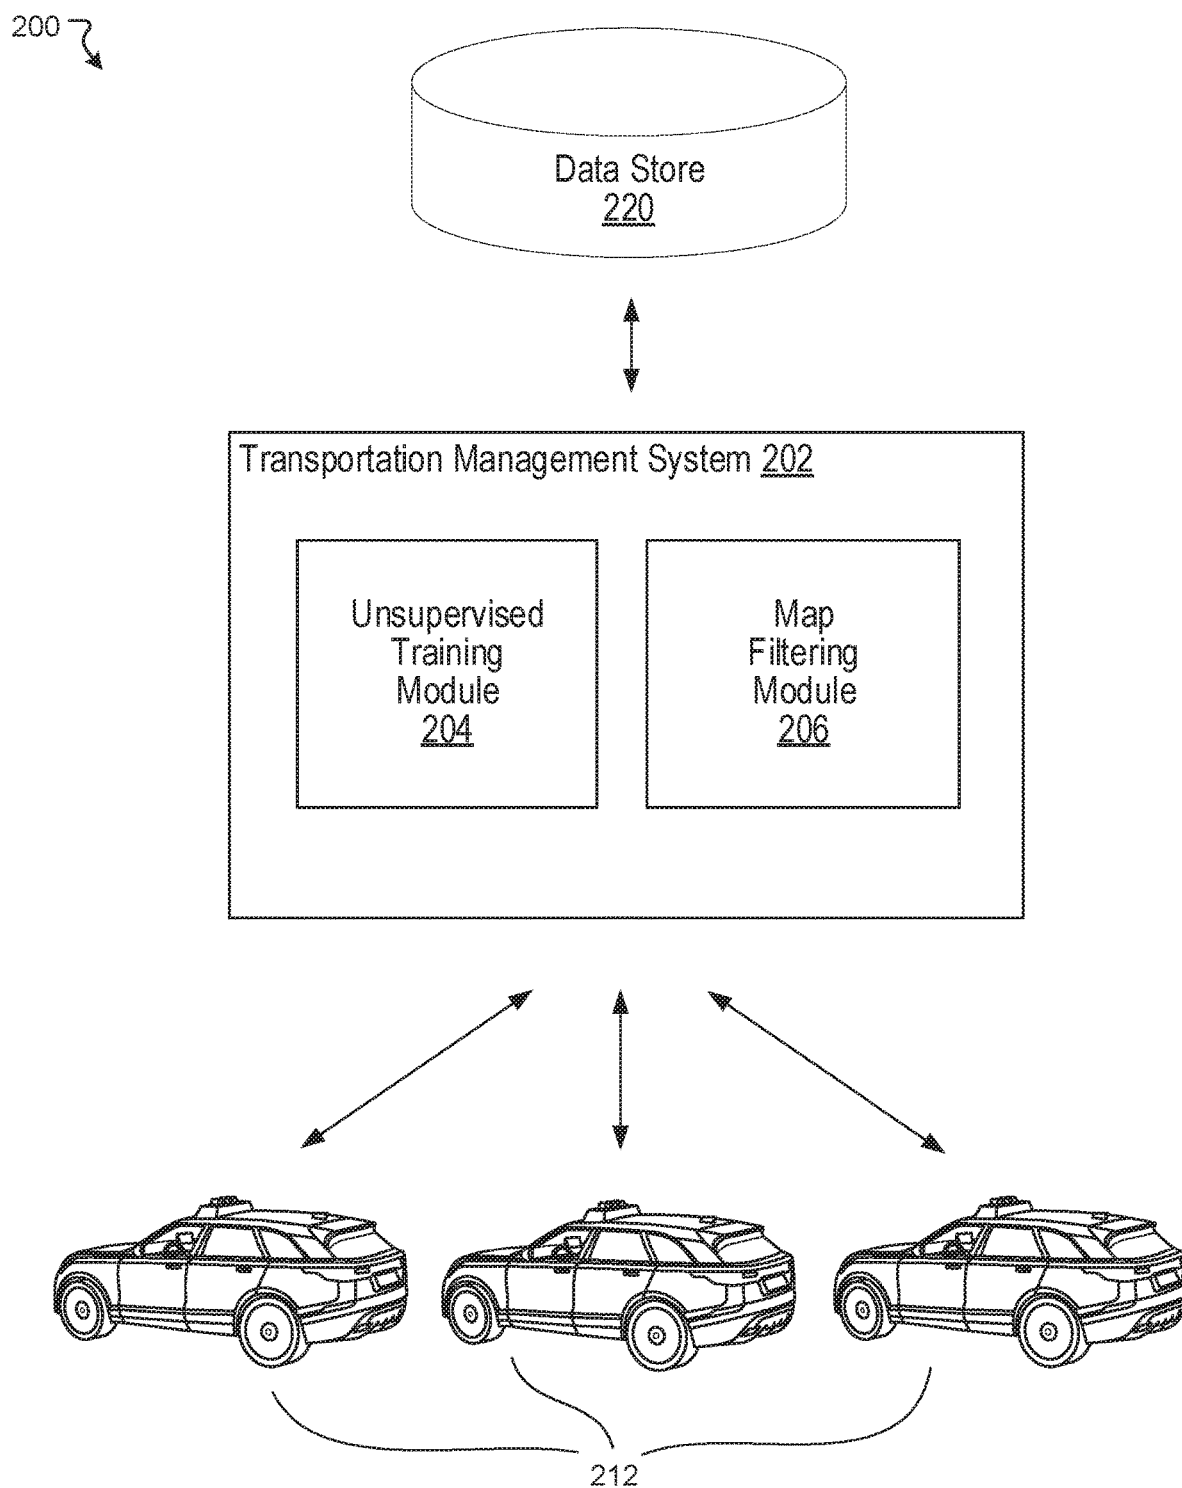 200
Data Store
220
Transportation Management System 202
Unsupervised
Training
Module
204
Map
Filtering
Module
206
212